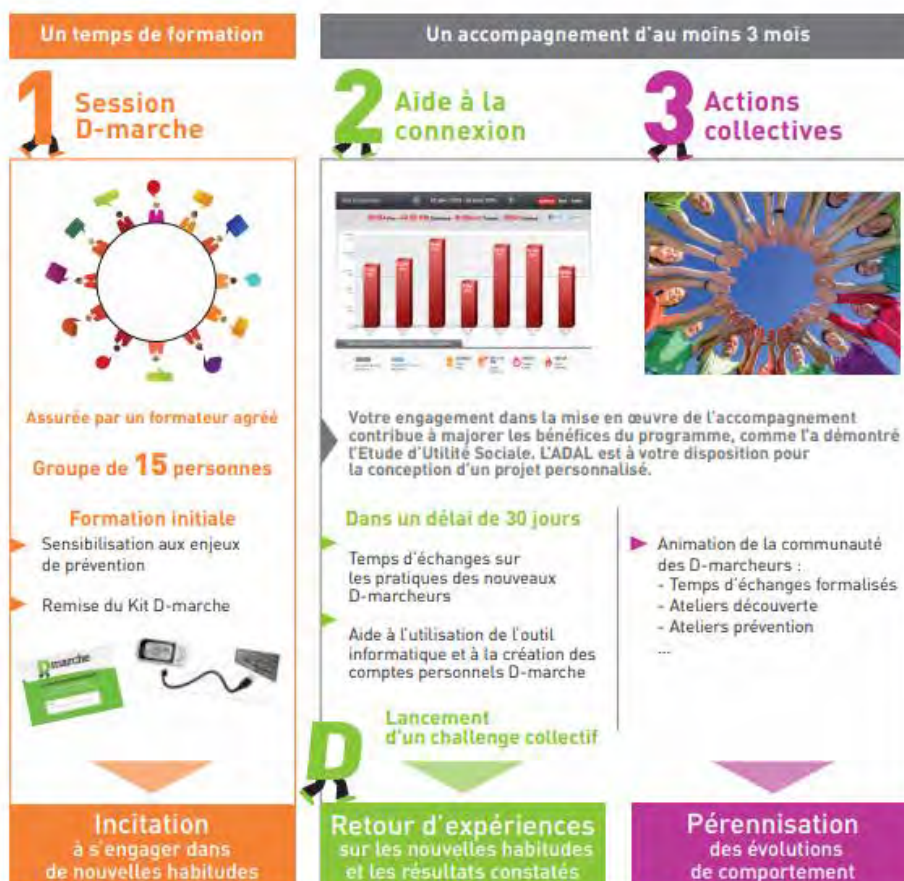 Un temps de formation
Un accompagnement d'au moins 3 mois
1 Session
D-marche
2 Aide à la
connexion
3 Actions
collectives
Assurée par un formateur agréé
Groupe de 15 personnes
Formation initiale
Sensibilisation aux enjeux
de prévention
Remise du Kit D-marche
D marche
Incitation
à s'engager dans
de nouvelles habitudes
Votre engagement dans la mise en œuvre de l'accompagnement
contribue à majorer les bénéfices du programme, comme l'a démontré
l'Etude d'Utilité Sociale. L'ADAL est à votre disposition pour
la conception d'un projet personnalisé.
Dans un délai de 30 jours
Temps d'échanges sur
les pratiques des nouveaux
D-marcheurs
Aide à l'utilisation de l'outil
informatique et à la création des
comptes personnels D-marche
D
Lancement
d'un challenge collectif
Retour d'expériences
sur les nouvelles habitudes
et les résultats constatés
Animation de la communauté
des D-marcheurs :
- Temps d'échanges formalisés
- Ateliers découverte
- Ateliers prévention
...
Pérennisation
des évolutions
de comportement